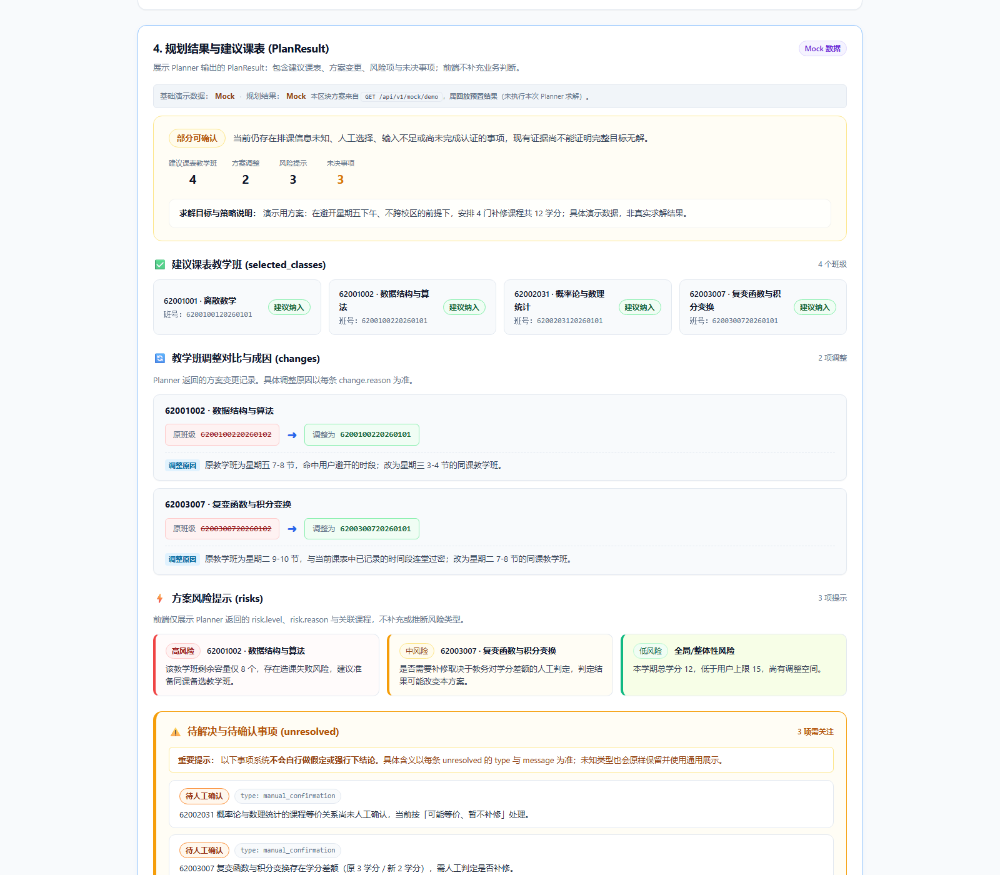 4. 规划结果与建议课表 (PlanResult)
Mock 数据
展示 Planner 输出的 PlanResult：包含建议课表、方案变更、风险项与未决事项；前端不补充业务判断。
基础演示数据： Mock · 规划结果： Mock 本区块方案来自 GET /api/v1/mock/demo ，属回放预置结果（未执行本次 Planner 求解）。
部分可确认 当前仍存在排课信息未知、人工选择、输入不足或尚未完成认证的事项，现有证据尚不能证明完整目标无解。
建议课表教学班 方案调整 风险提示 未决事项
4 2 3 3
求解目标与策略说明： 演示用方案：在避开星期五下午、不跨校区的前提下，安排 4 门补修课程共 12 学分；具体演示数据，非真实求解结果。
建议课表教学班 (selected_classes)
4 个班级
62001001 · 离散数学
班号：6200100120260101
建议纳入
62001002 · 数据结构与算
法
班号：6200100220260101
建议纳入
62002031 · 概率论与数理
统计
班号：6200203120260101
建议纳入
62003007 · 复变函数与积
分变换
班号：6200300720260101
建议纳入
教学班调整对比与成因 (changes)
2 项调整
Planner 返回的方案变更记录。具体调整原因以每条 change.reason 为准。
62001002 · 数据结构与算法
原班级 6200100220260102 ➜ 调整为 6200100220260101
调整原因 原教学班为星期五 7-8 节，命中用户避开的时段；改为星期三 3-4 节的同课教学班。
62003007 · 复变函数与积分变换
原班级 6200300720260102 ➜ 调整为 6200300720260101
调整原因 原教学班为星期二 9-10 节，与当前课表中已记录的时间段连堂过密；改为星期二 7-8 节的同课教学班。
方案风险提示 (risks)
3 项提示
前端仅展示 Planner 返回的 risk.level、risk.reason 与关联课程，不补充或推断风险类型。
高风险 62001002 · 数据结构与算法
该教学班剩余容量仅 8 个，存在选课失败风险，建议准
备同课备选教学班。
中风险 62003007 · 复变函数与积分变换
是否需要补修取决于教务对学分差额的人工判定，判定结
果可能改变本方案。
低风险 全局/整体性风险
本学期总学分 12，低于用户上限 15，尚有调整空间。
待解决与待确认事项 (unresolved)
3 项需关注
重要提示： 以下事项系统不会自行做假定或强行下结论。具体含义以每条 unresolved 的 type 与 message 为准；未知类型也会原样保留并使用通用展示。
待人工确认 type: manual_confirmation
62002031 概率论与数理统计的课程等价关系尚未人工确认，当前按「可能等价、暂不补修」处理。
待人工确认 type: manual_confirmation
62003007 复变函数与积分变换存在学分差额（原 3 学分 / 新 2 学分），需人工判定是否补修。